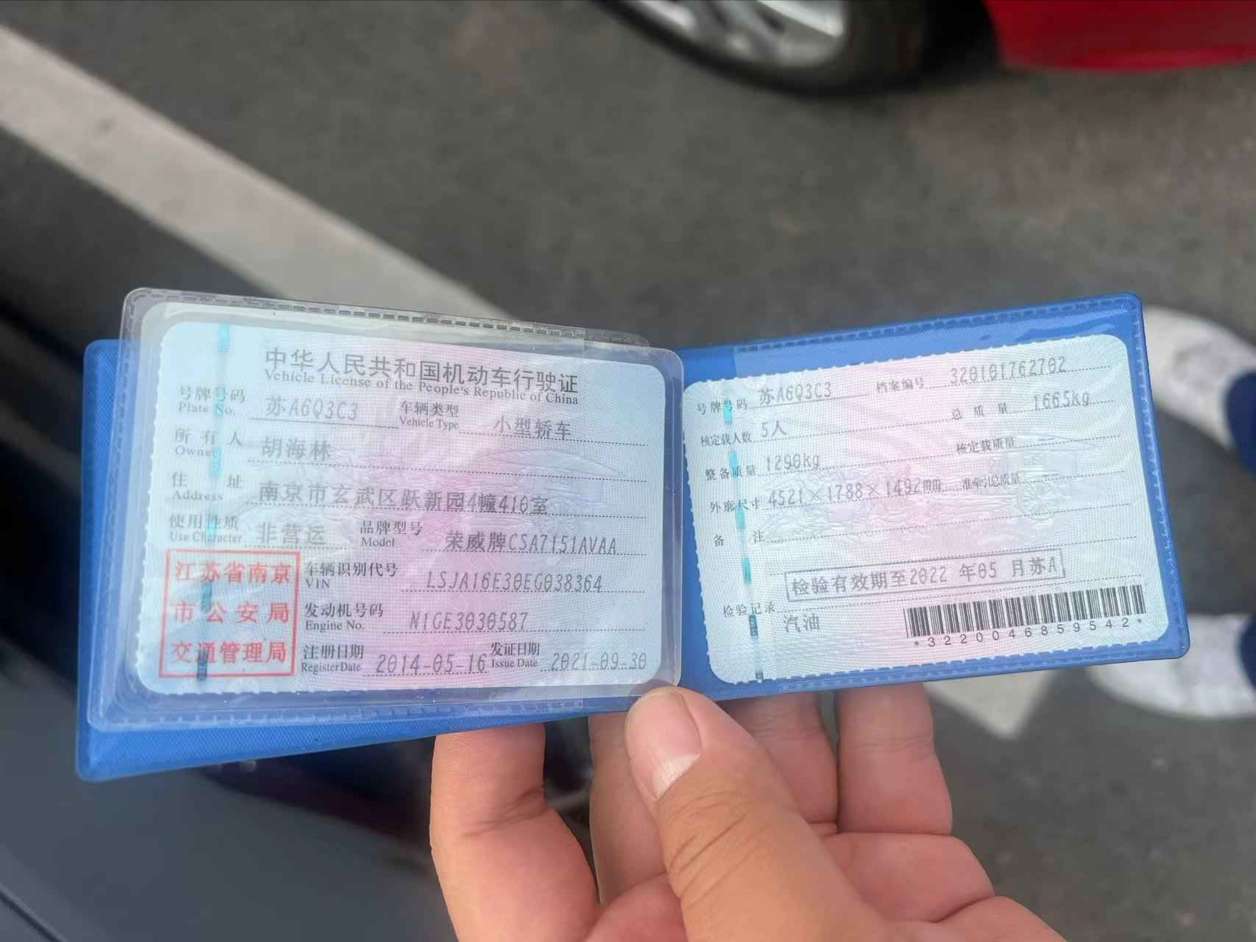 中华人民共和国机动车行驶证
Vehicle License of the People's Republic of China
号牌号码 苏A6Q3C3 车辆类型 小型轿车
Plate No. Vehicle Type
所有人 胡海林
Owner
住址 南京市玄武区跃新园4幢410室
Address
使用性质 非营运 品牌型号 荣威牌CSA7151AVAA
Use Character Model
江苏省南京
市公安局
交通管理局
车辆识别代号 LSJA16E30EG038364
VIN
发动机号码 N1GE3030587
Engine No.
注册日期 2014-05-16 发证日期 2021-09-30
Register Date Issue Date
号牌号码 苏A6Q3C3 档案编号 320101762702
核定载人数 5人 总质量 1665kg
整备质量 1290kg 核定载质量
外廓尺寸 4521×1788×1492mm 准牵引总质量
备注
检验有效期至2022年05月苏A
检验记录
汽油
*3220046859542*